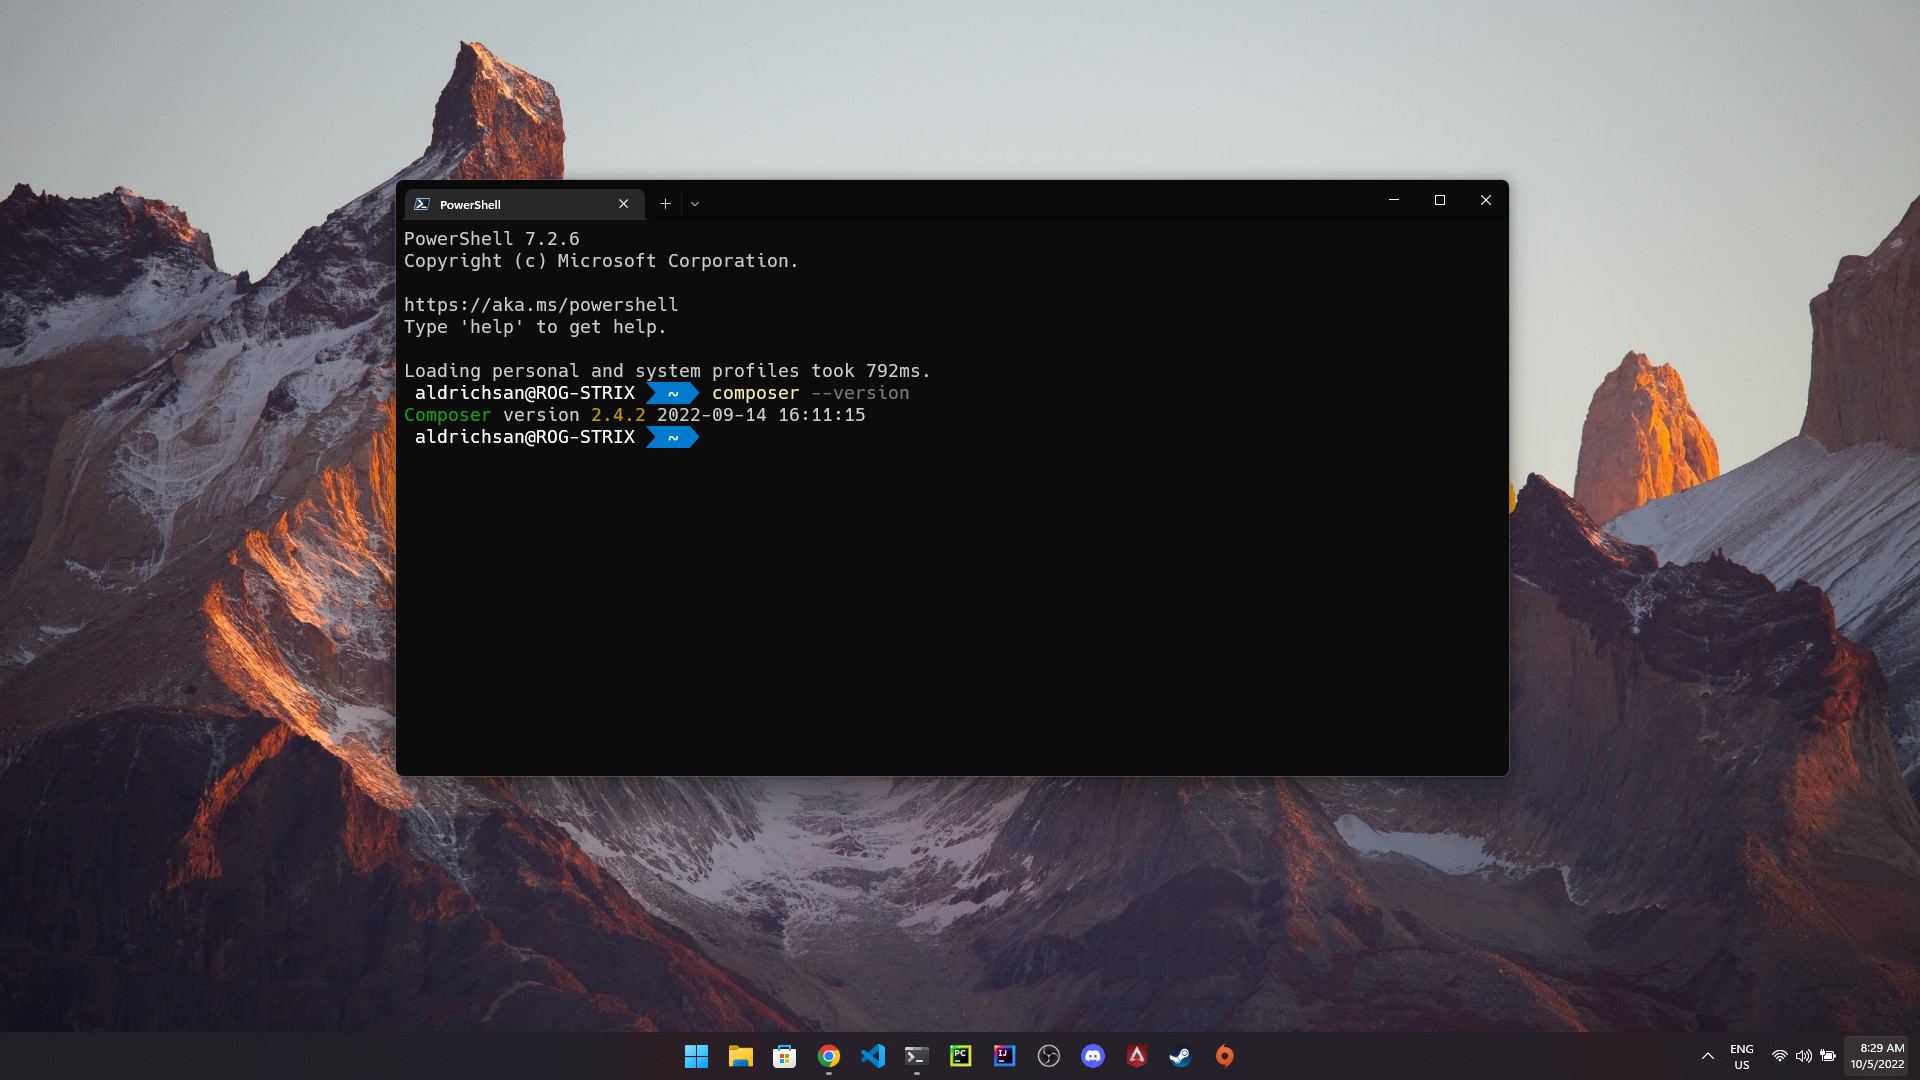 PowerShell
PowerShell 7.2.6
Copyright (c) Microsoft Corporation.
https://aka.ms/powershell
Type 'help' to get help.
Loading personal and system profiles took 792ms.
aldrichsan@ROG-STRIX ~ composer --version
Composer version 2.4.2 2022-09-14 16:11:15
aldrichsan@ROG-STRIX ~
PC
IJ
ENG
US
8:29 AM
10/5/2022